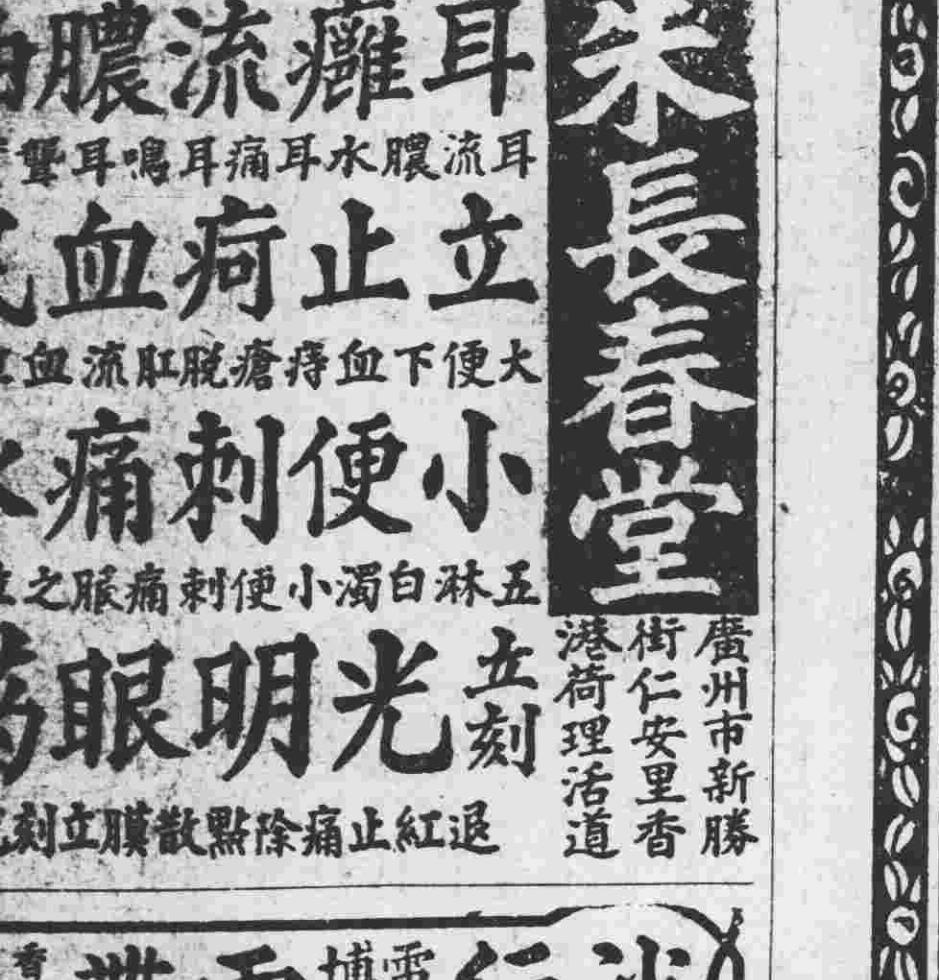 長春堂
廣州市新勝
街仁安里香
港荷理活道
耳癰流膿
耳流膿水耳痛耳鳴耳聾
立止疴血
大便下血痔瘡脫肛流血
小便刺痛
五淋白濁小便刺痛服之
立刻光明眼
退紅止痛除點散膜立刻